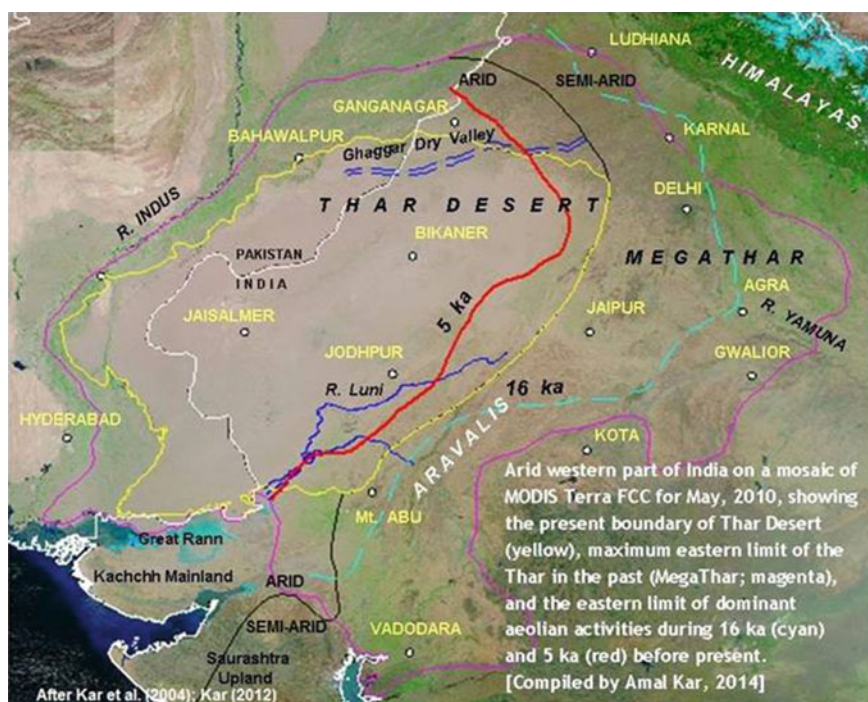 LUDHIANA
HIMALAYAS
ARID
SEMI-ARID
GANGANAGAR
KARNAL
BAHAWALPUR
Ghaggar Dry Valley
DELHI
THAR DESERT
R. INDUS
BIKANER
MEGATHAR
PAKISTAN
INDIA
AGRA
R. YAMUNA
5 ka
JAISALMER
JAIPUR
JODHPUR
GWALIOR
R. Luni
16 ka
HYDERABAD
ARAVALIS
KOTA
Mt. ABU
Great Rann
Kachchh Mainland
ARID
SEMI-ARID
VADODARA
Saurashtra
Upland
Arid western part of India on a mosaic of
MODIS Terra FCC for May, 2010, showing
the present boundary of Thar Desert
(yellow), maximum eastern limit of the
Thar in the past (MegaThar; magenta),
and the eastern limit of dominant
aeolian activities during 16 ka (cyan)
and 5 ka (red) before present.
[Compiled by Amal Kar, 2014]
After Kar et al. (2004); Kar (2012)